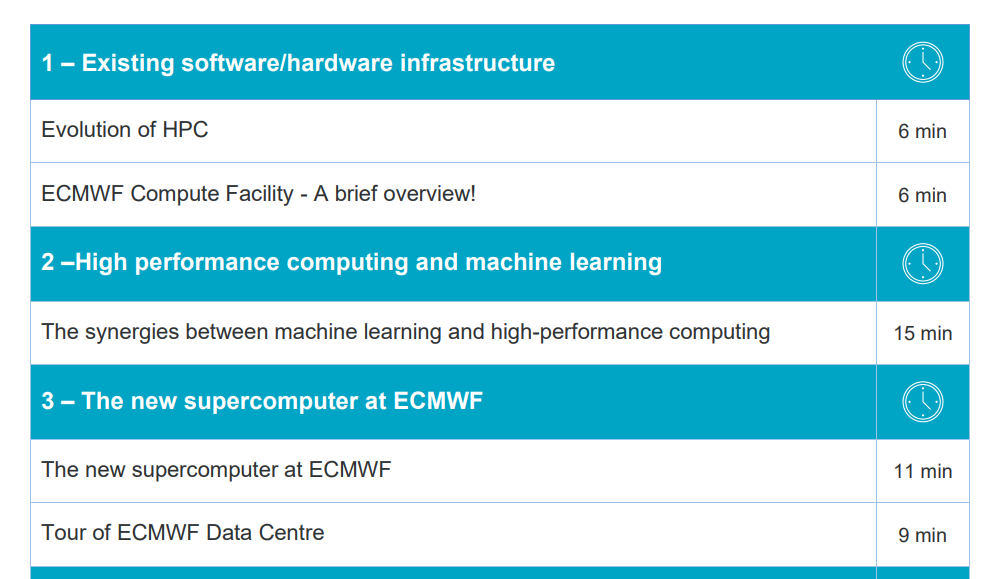 1 – Existing software/hardware infrastructure
Evolution of HPC
6 min
ECMWF Compute Facility - A brief overview!
6 min
2 –High performance computing and machine learning
The synergies between machine learning and high-performance computing
15 min
3 – The new supercomputer at ECMWF
The new supercomputer at ECMWF
11 min
Tour of ECMWF Data Centre
9 min